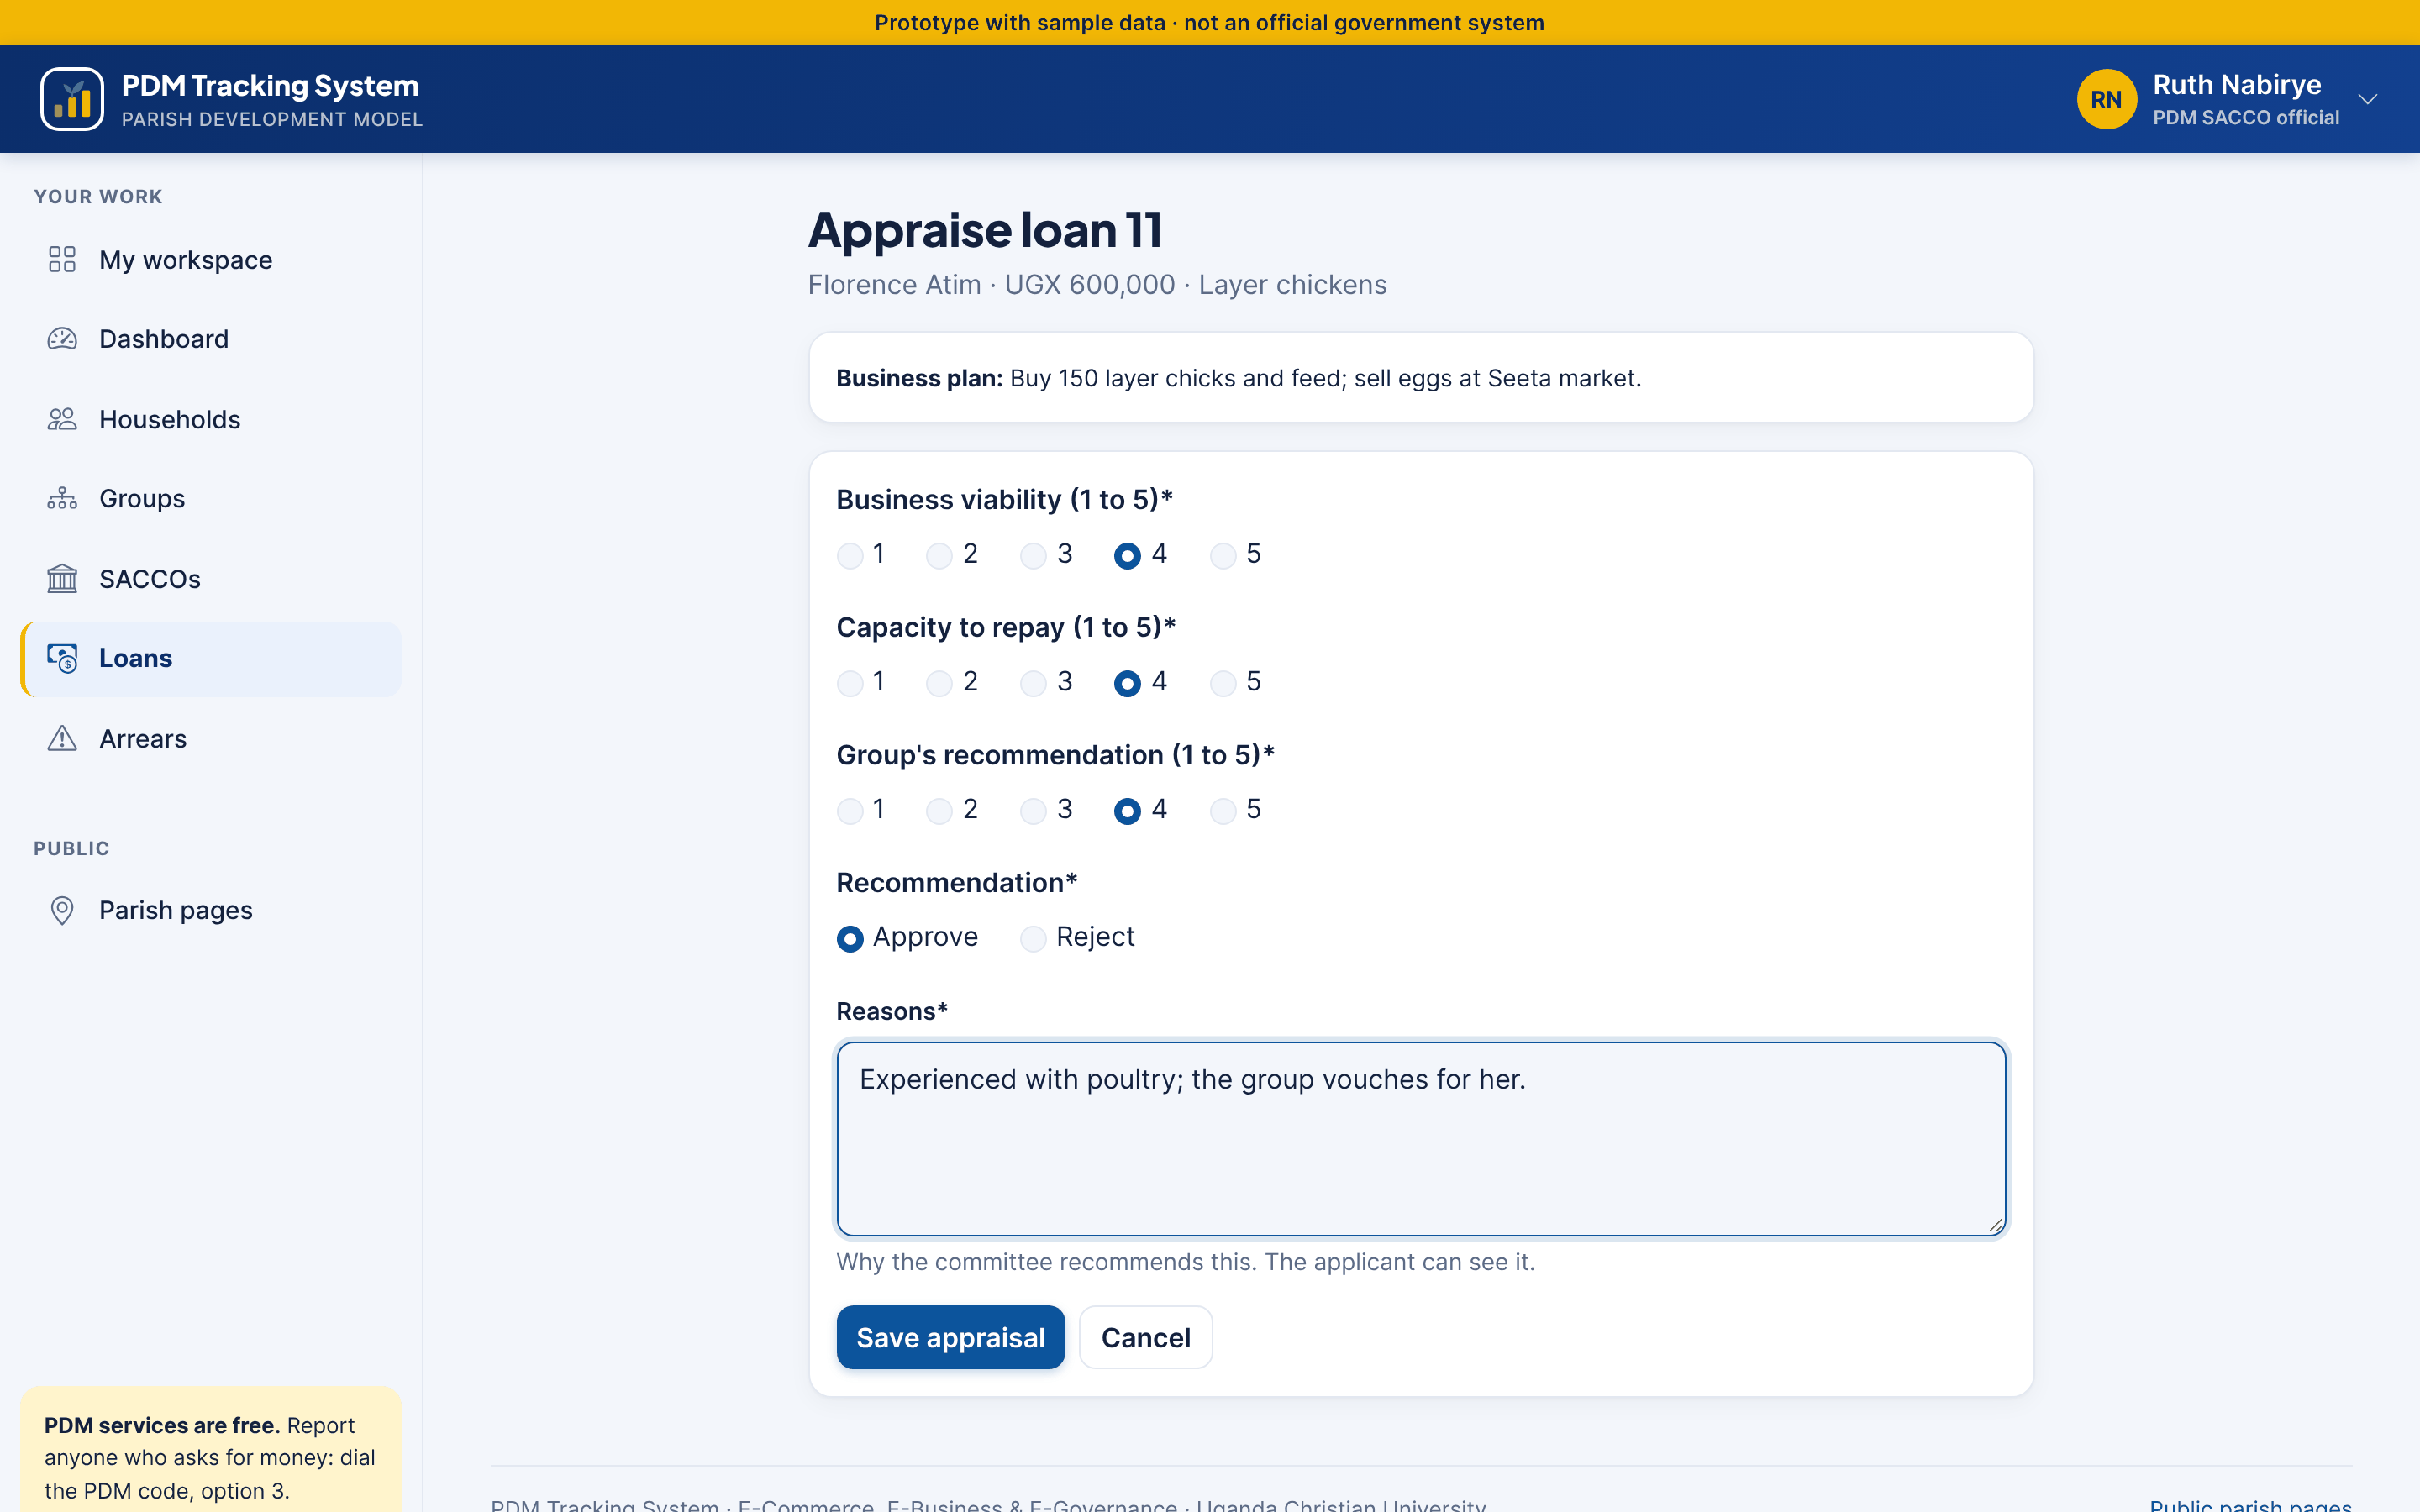 Prototype with sample data · not an official government system
PDM Tracking System
PARISH DEVELOPMENT MODEL
RN
Ruth Nabirye
PDM SACCO official
YOUR WORK
My workspace
Dashboard
Households
Groups
SACCOs
Loans
Arrears
PUBLIC
Parish pages
PDM services are free. Report
anyone who asks for money: dial
the PDM code, option 3.
Appraise loan 11
Florence Atim · UGX 600,000 · Layer chickens
Business plan: Buy 150 layer chicks and feed; sell eggs at Seeta market.
Business viability (1 to 5)*
1 2 3 4 5
Capacity to repay (1 to 5)*
1 2 3 4 5
Group's recommendation (1 to 5)*
1 2 3 4 5
Recommendation*
Approve Reject
Reasons*
Experienced with poultry; the group vouches for her.
Why the committee recommends this. The applicant can see it.
Save appraisal Cancel
PDM Tracking System · E-Commerce, E-Business & E-Governance · Uganda Christian University
Public parish pages